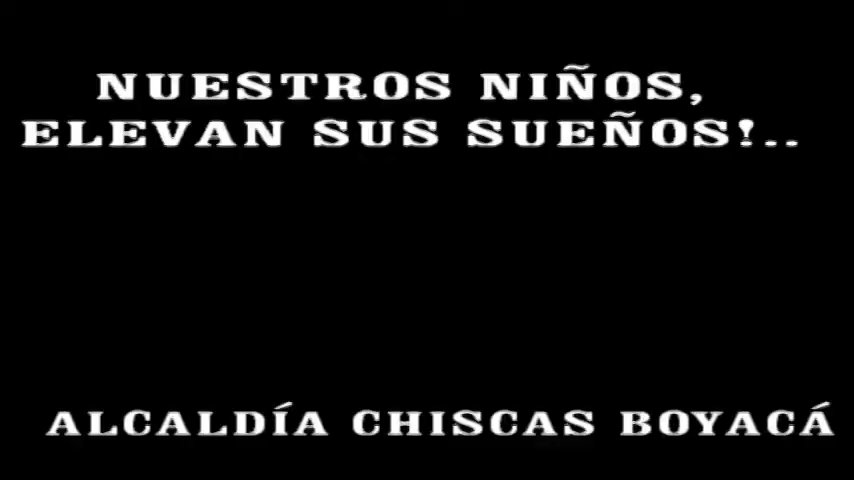 NUESTROS NIÑOS,
ELEVAN SUS SUEÑOS!..
ALCALDÍA CHISCAS BOYACÁ